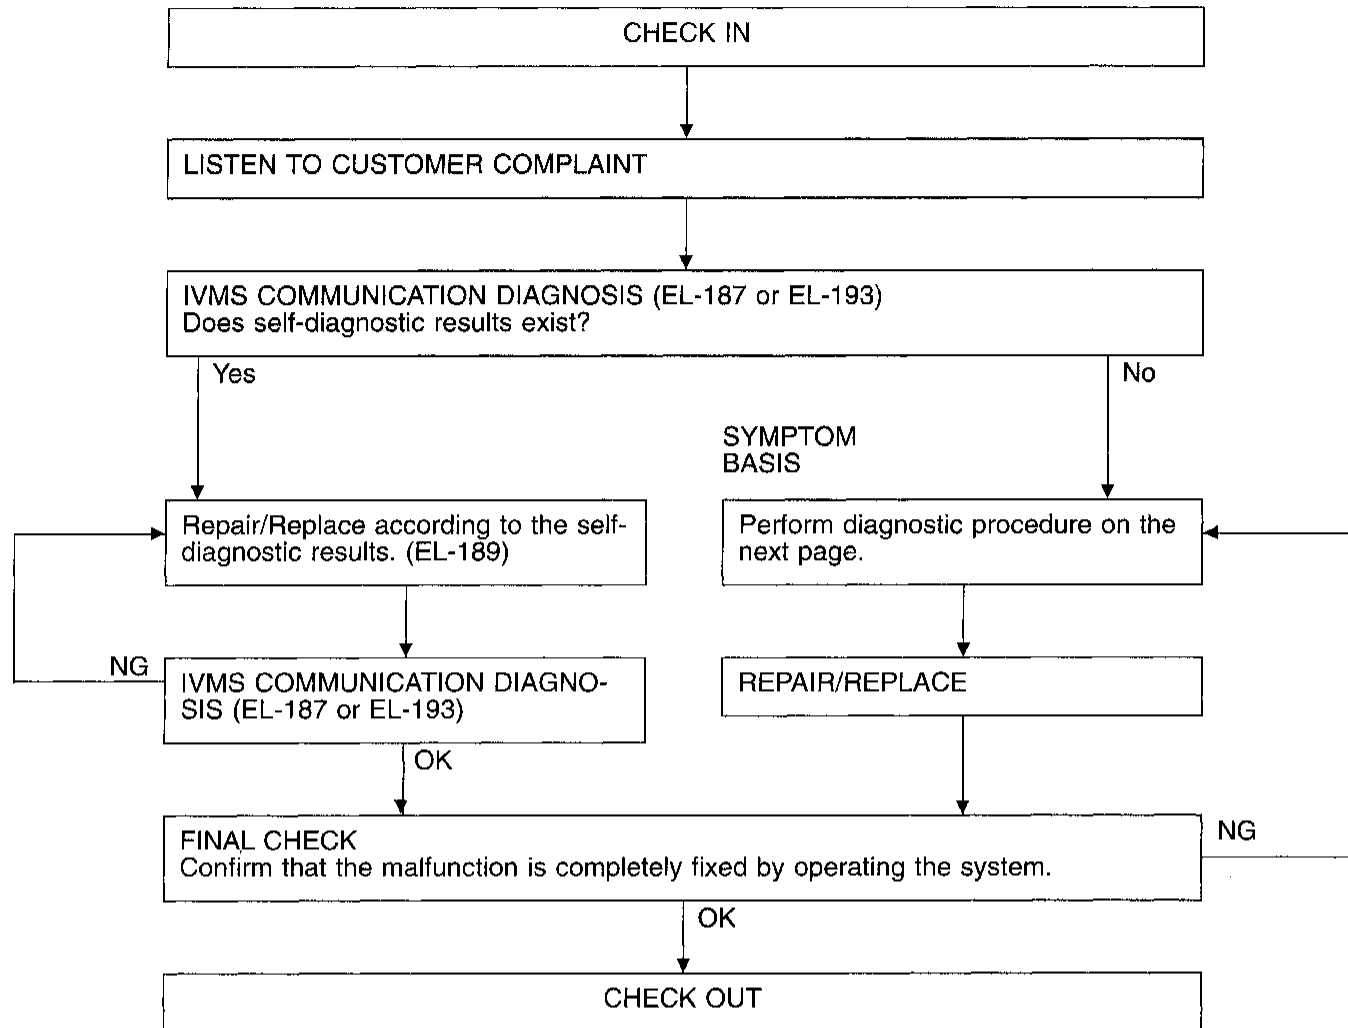 CHECK IN
LISTEN TO CUSTOMER COMPLAINT
IVMS COMMUNICATION DIAGNOSIS (EL-187 or EL-193)
Does self-diagnostic results exist?
Yes
No
SYMPTOM
BASIS
Repair/Replace according to the self-
diagnostic results. (EL-189)
Perform diagnostic procedure on the
next page.
NG
IVMS COMMUNICATION DIAGNO-
SIS (EL-187 or EL-193)
REPAIR/REPLACE
OK
FINAL CHECK
Confirm that the malfunction is completely fixed by operating the system.
NG
OK
CHECK OUT